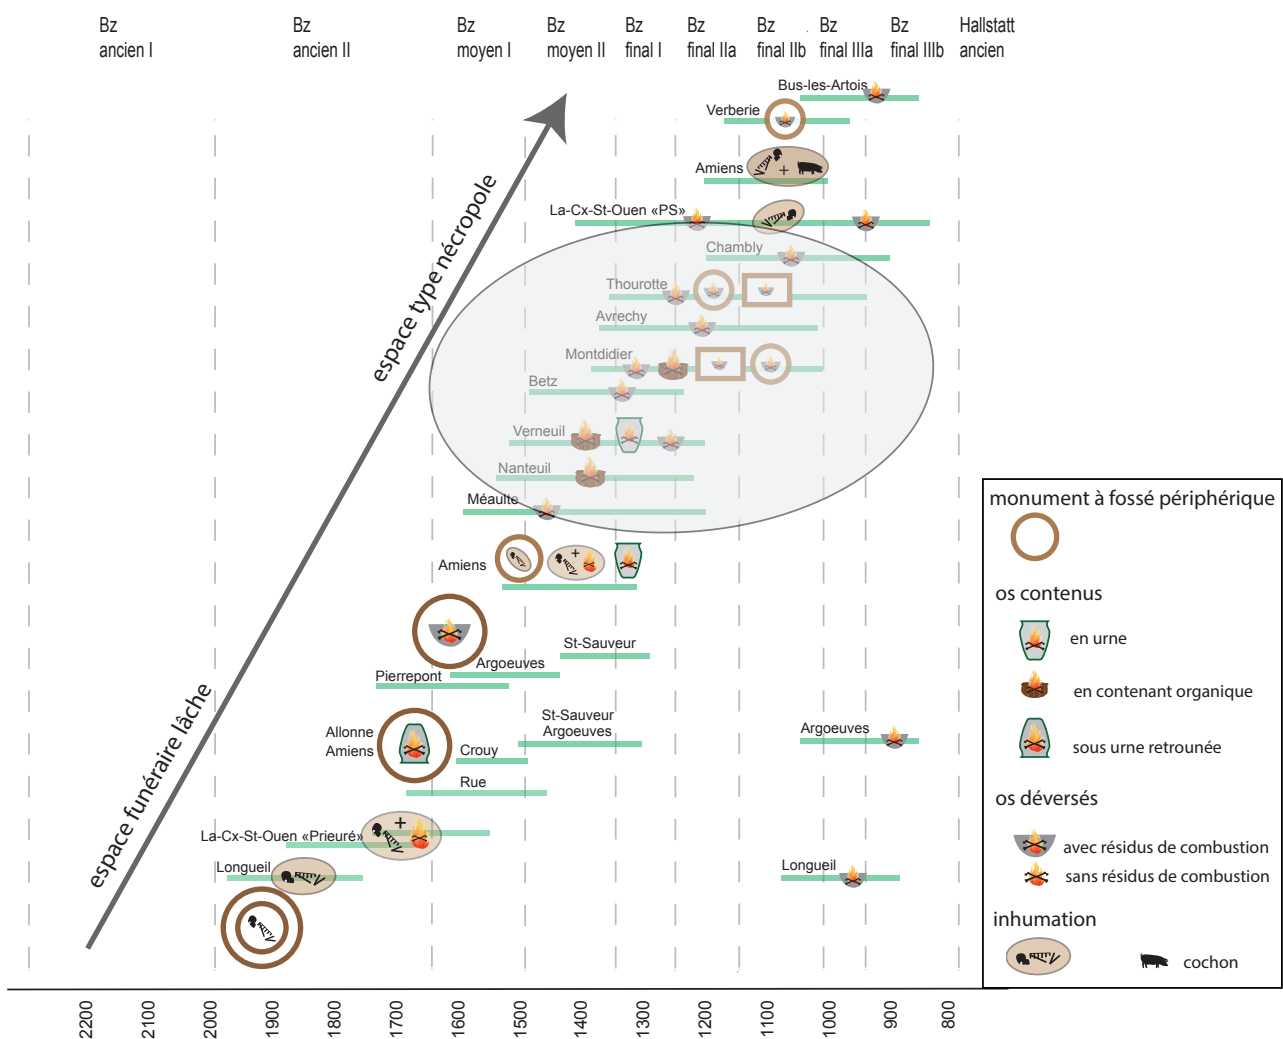 Bz
ancien I
Bz
ancien II
Bz
moyen I
Bz
moyen II
Bz
final I
Bz
final IIa
Bz
final IIb
Bz
final IIIa
Bz
final IIIb
Hallstatt
ancien
Bus-les-Artois
Verberie
Amiens
+
La-Cx-St-Ouen «PS»
Chambly
Thourotte
Avrechy
Montdidier
Betz
Verneuil
Nanteuil
Méaulte
Amiens
+
St-Sauveur
Argoeuves
Pierrepont
St-Sauveur
Argoeuves
Allonne
Amiens
Crouy
Argoeuves
Rue
La-Cx-St-Ouen «Prieuré»
+
Longueil
Longueil
espace type nécropole
espace funéraire lâche
monument à fossé périphérique
os contenus
en urne
en contenant organique
sous urne retrounée
os déversés
avec résidus de combustion
sans résidus de combustion
inhumation
cochon
2200
2100
2000
1900
1800
1700
1600
1500
1400
1300
1200
1100
1000
900
800